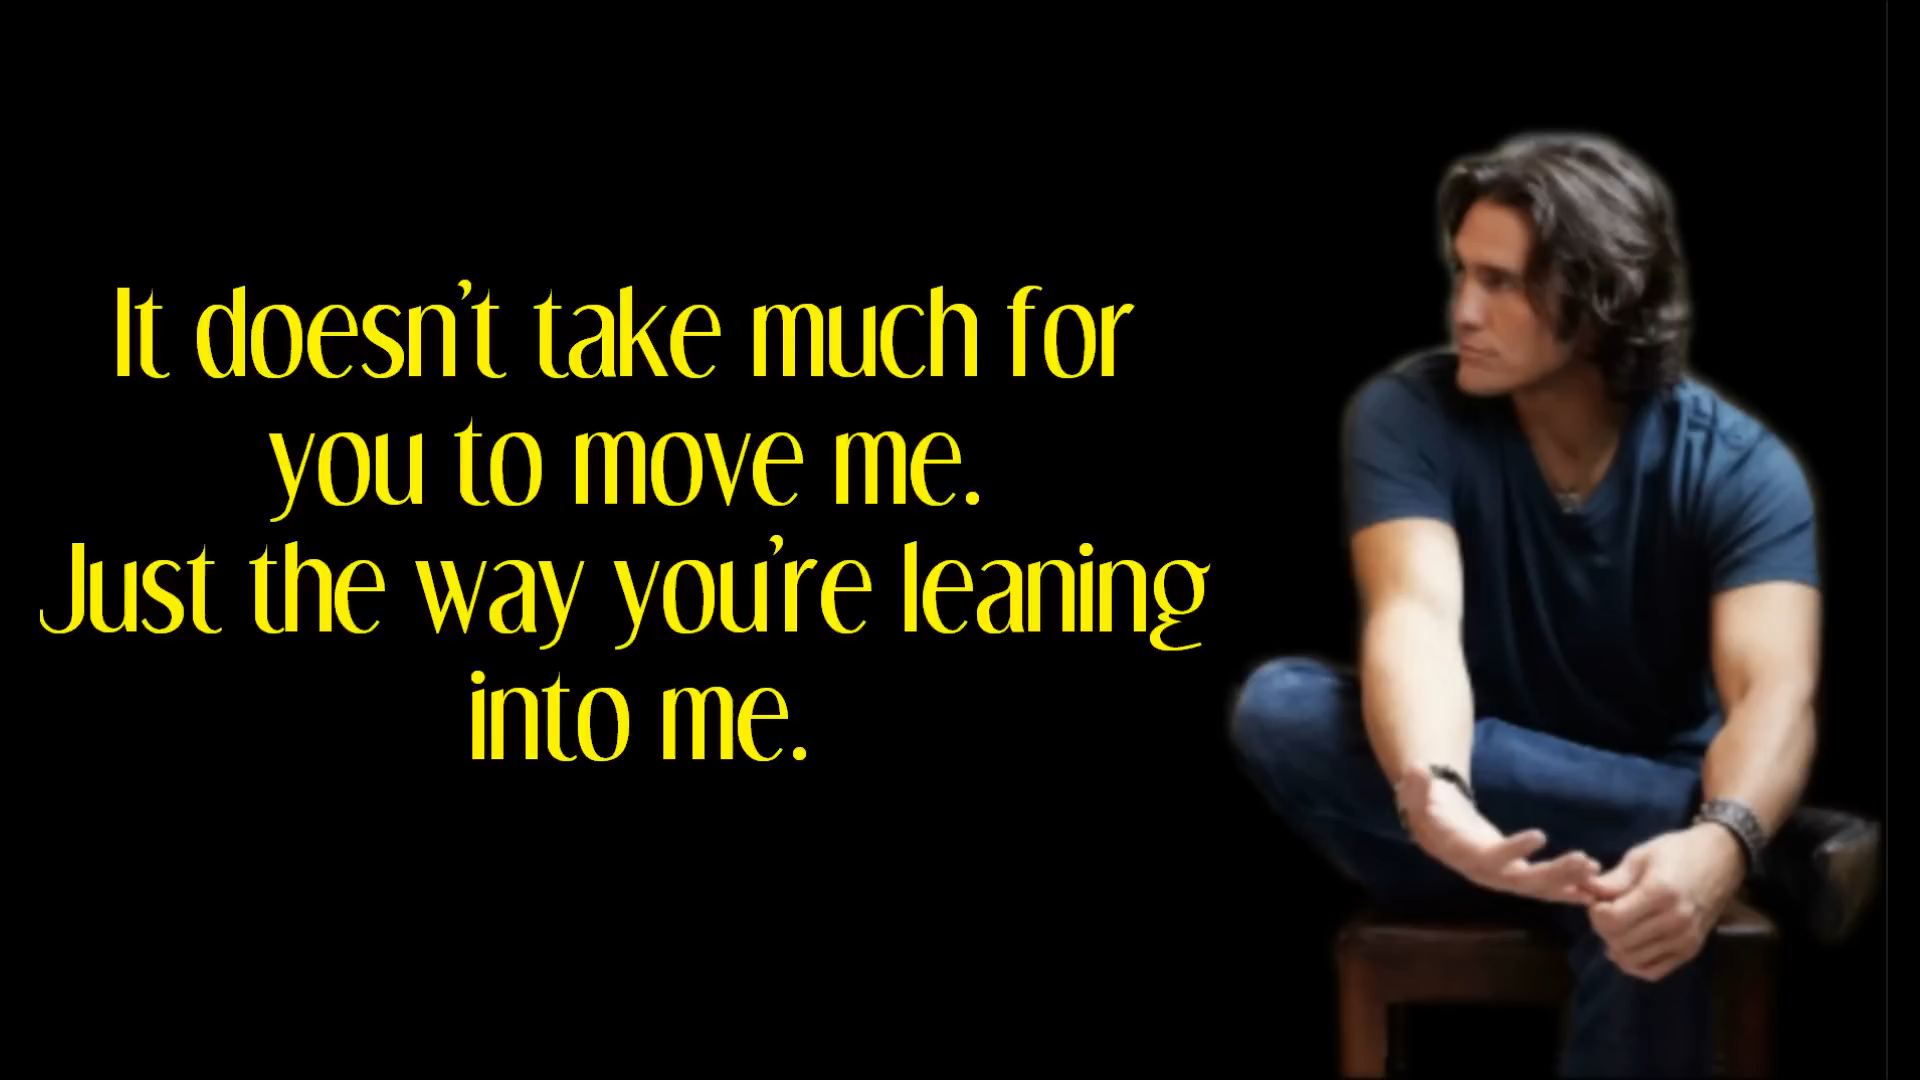 It doesn't take much for
you to move me.
Just the way you're leaning
into me.